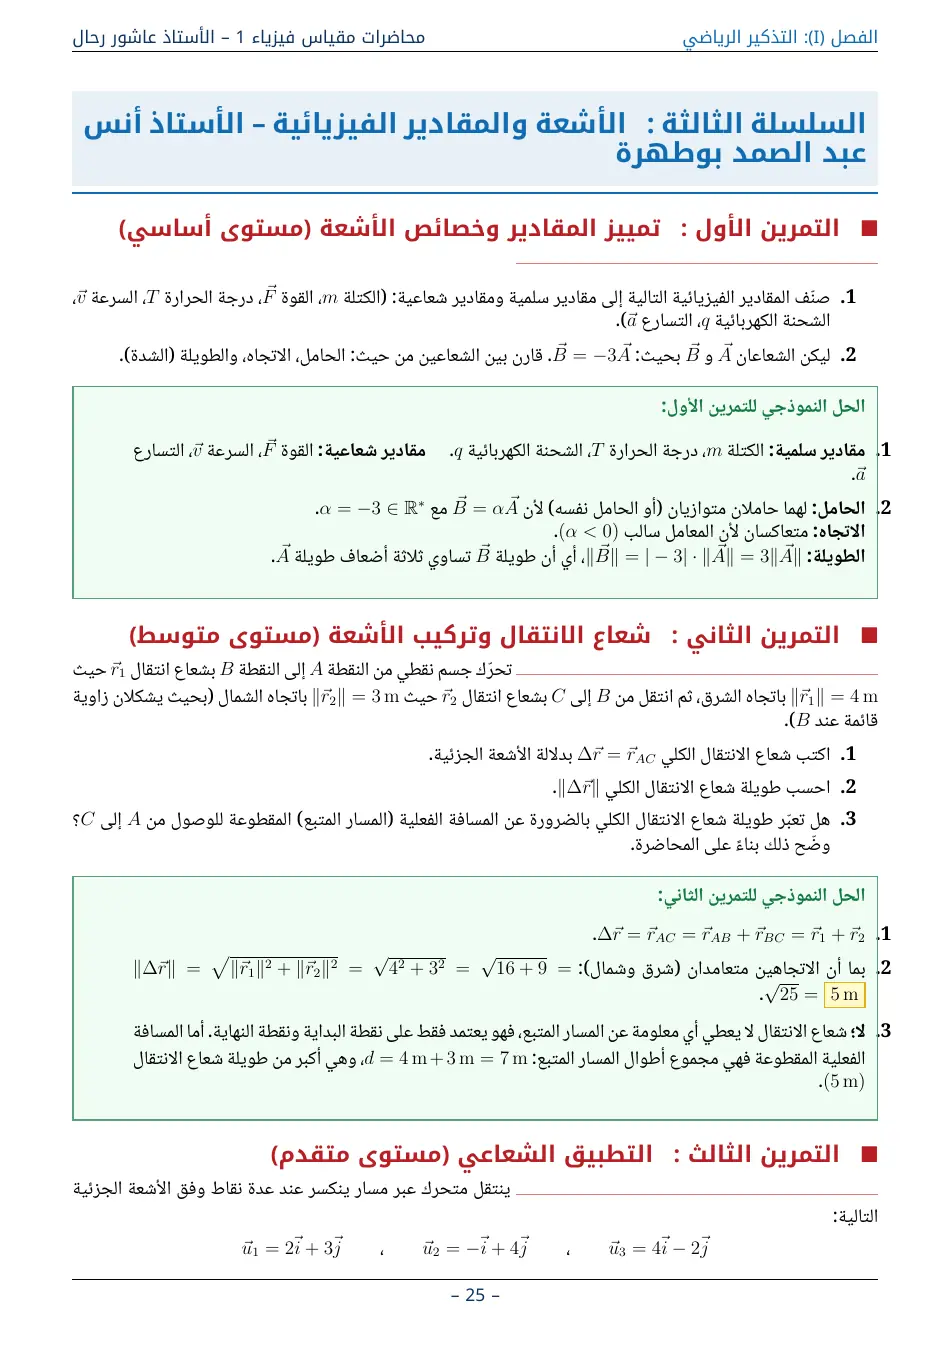 الفصل (I): التذكير الرياضي
محاضرات مقياس فيزياء 1 – الأستاذ عاشور رحال
السلسلة الثالثة : الأشعة والمقادير الفيزيائية – الأستاذ أنس
عبد الصمد بوطهرة
■ التمرين الأول : تمييز المقادير وخصائص الأشعة (مستوى أساسي)
1. صنّف المقادير الفيزيائية التالية إلى مقادير سلمية ومقادير شعاعية: (الكتلة m، القوة F⃗، درجة الحرارة T، السرعة v⃗،
الشحنة الكهربائية q، التسارع a⃗).
2. ليكن الشعاعان A⃗ و B⃗ بحيث: B⃗ = −3A⃗. قارن بين الشعاعين من حيث: الحامل، الاتجاه، والطويلة (الشدة).
الحل النموذجي للتمرين الأول:
1. مقادير سلمية: الكتلة m، درجة الحرارة T، الشحنة الكهربائية q. مقادير شعاعية: القوة F⃗، السرعة v⃗، التسارع
a⃗.
2. الحامل: لهما حاملان متوازيان (أو الحامل نفسه) لأن B⃗ = αA⃗ مع α = −3 ∈ ℝ*.
الاتجاه: متعاكسان لأن المعامل سالب (α < 0).
الطويلة: ‖B⃗‖ = |− 3| · ‖A⃗‖ = 3‖A⃗‖، أي أن طويلة B⃗ تساوي ثلاثة أضعاف طويلة A⃗.
■ التمرين الثاني : شعاع الانتقال وتركيب الأشعة (مستوى متوسط)
تحرّك جسم نقطي من النقطة A إلى النقطة B بشعاع انتقال r⃗₁ حيث
‖r⃗₁‖ = 4 m باتجاه الشرق، ثم انتقل من B إلى C بشعاع انتقال r⃗₂ حيث ‖r⃗₂‖ = 3 m باتجاه الشمال (بحيث يشكلان زاوية
قائمة عند B).
1. اكتب شعاع الانتقال الكلي Δr⃗ = r⃗_AC بدلالة الأشعة الجزئية.
2. احسب طويلة شعاع الانتقال الكلي ‖Δr⃗‖.
3. هل تعبّر طويلة شعاع الانتقال الكلي بالضرورة عن المسافة الفعلية (المسار المتبع) المقطوعة للوصول من A إلى C؟
وضّح ذلك بناءً على المحاضرة.
الحل النموذجي للتمرين الثاني:
1. Δr⃗ = r⃗_AC = r⃗_AB + r⃗_BC = r⃗₁ + r⃗₂.
2. بما أن الاتجاهين متعامدان (شرق وشمال): ‖Δr⃗‖ = √(‖r⃗₁‖² + ‖r⃗₂‖²) = √(4² + 3²) = √(16 + 9) =
√25 = 5 m.
3. لا؛ شعاع الانتقال لا يعطي أي معلومة عن المسار المتبع، فهو يعتمد فقط على نقطة البداية ونقطة النهاية. أما المسافة
الفعلية المقطوعة فهي مجموع أطوال المسار المتبع: d = 4 m+3 m = 7 m، وهي أكبر من طويلة شعاع الانتقال
(5 m).
■ التمرين الثالث : التطبيق الشعاعي (مستوى متقدم)
ينتقل متحرك عبر مسار ينكسر عند عدة نقاط وفق الأشعة الجزئية
التالية:
u⃗₁ = 2i⃗ + 3j⃗ ، u⃗₂ = −i⃗ + 4j⃗ ، u⃗₃ = 4i⃗ − 2j⃗
– 25 –